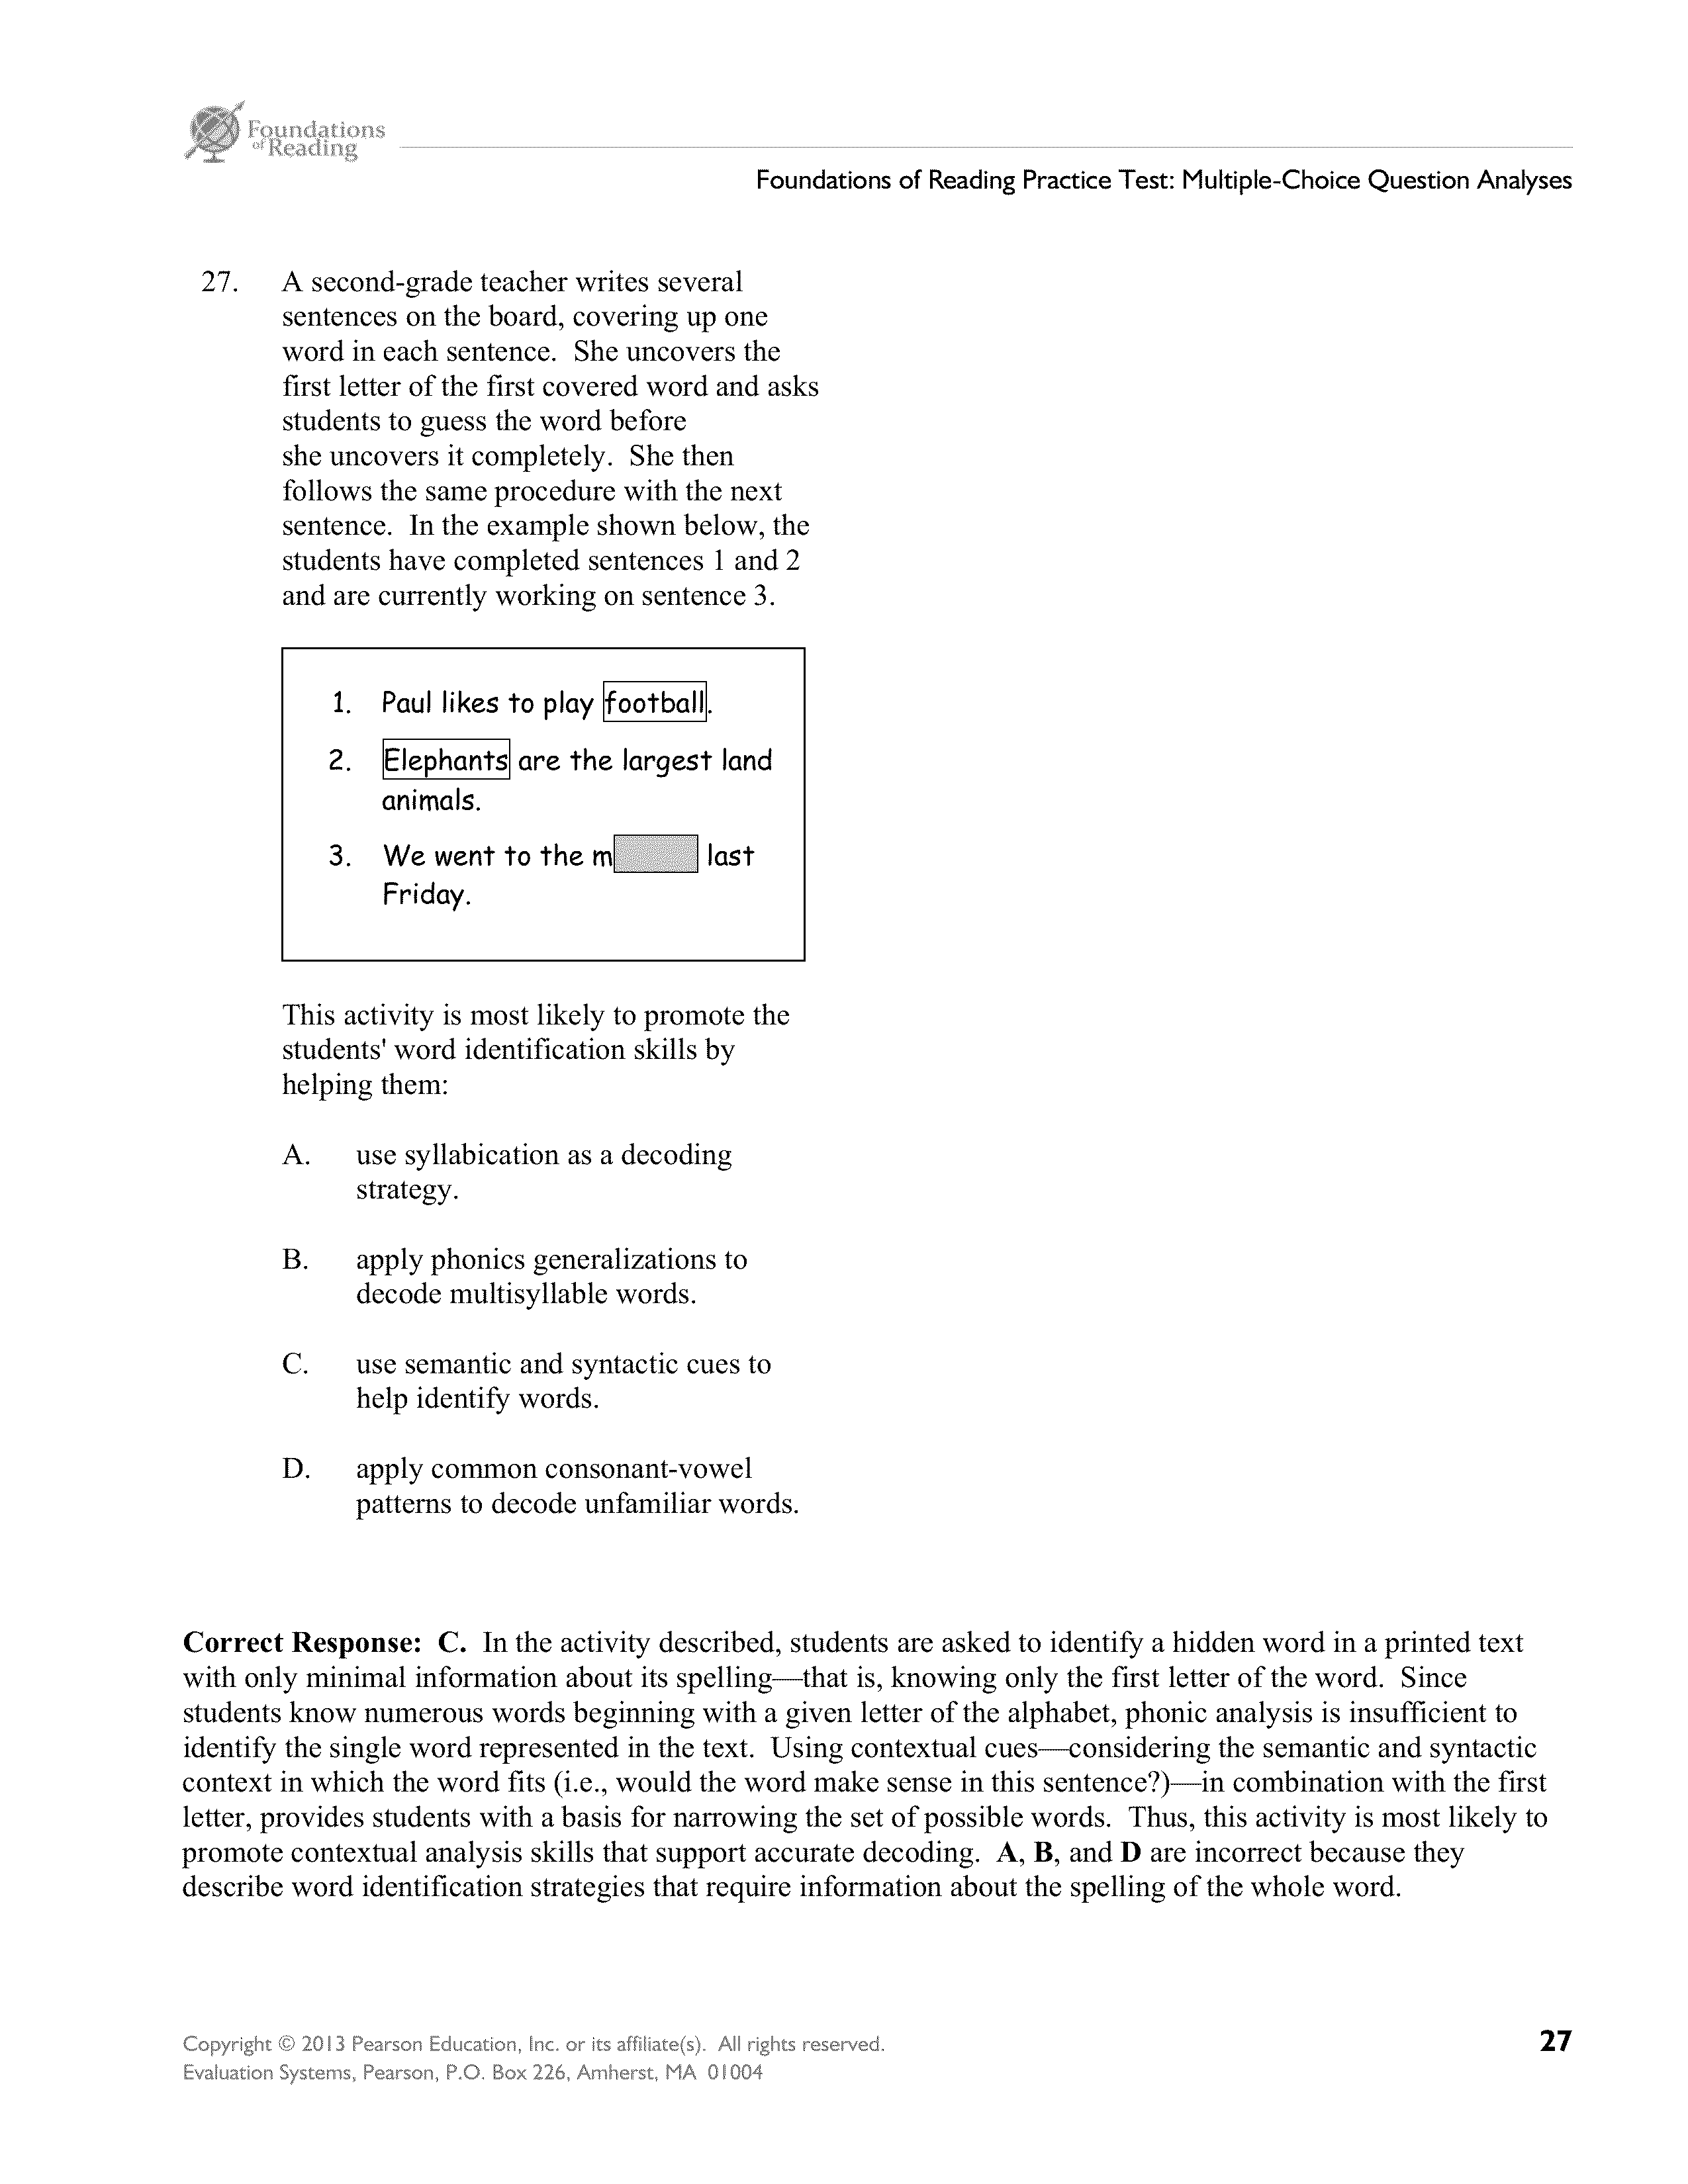 Foundations
of Reading
Foundations of Reading Practice Test: Multiple-Choice Question Analyses
27. A second-grade teacher writes several
sentences on the board, covering up one
word in each sentence. She uncovers the
first letter of the first covered word and asks
students to guess the word before
she uncovers it completely. She then
follows the same procedure with the next
sentence. In the example shown below, the
students have completed sentences 1 and 2
and are currently working on sentence 3.
1. Paul likes to play football.
2. Elephants are the largest land
animals.
3. We went to the m last
Friday.
This activity is most likely to promote the
students' word identification skills by
helping them:
A. use syllabication as a decoding
strategy.
B. apply phonics generalizations to
decode multisyllable words.
C. use semantic and syntactic cues to
help identify words.
D. apply common consonant-vowel
patterns to decode unfamiliar words.
Correct Response: C. In the activity described, students are asked to identify a hidden word in a printed text
with only minimal information about its spelling—that is, knowing only the first letter of the word. Since
students know numerous words beginning with a given letter of the alphabet, phonic analysis is insufficient to
identify the single word represented in the text. Using contextual cues—considering the semantic and syntactic
context in which the word fits (i.e., would the word make sense in this sentence?)—in combination with the first
letter, provides students with a basis for narrowing the set of possible words. Thus, this activity is most likely to
promote contextual analysis skills that support accurate decoding. A, B, and D are incorrect because they
describe word identification strategies that require information about the spelling of the whole word.
Copyright © 2013 Pearson Education, Inc. or its affiliate(s). All rights reserved.
Evaluation Systems, Pearson, P.O. Box 226, Amherst, MA 01004
27